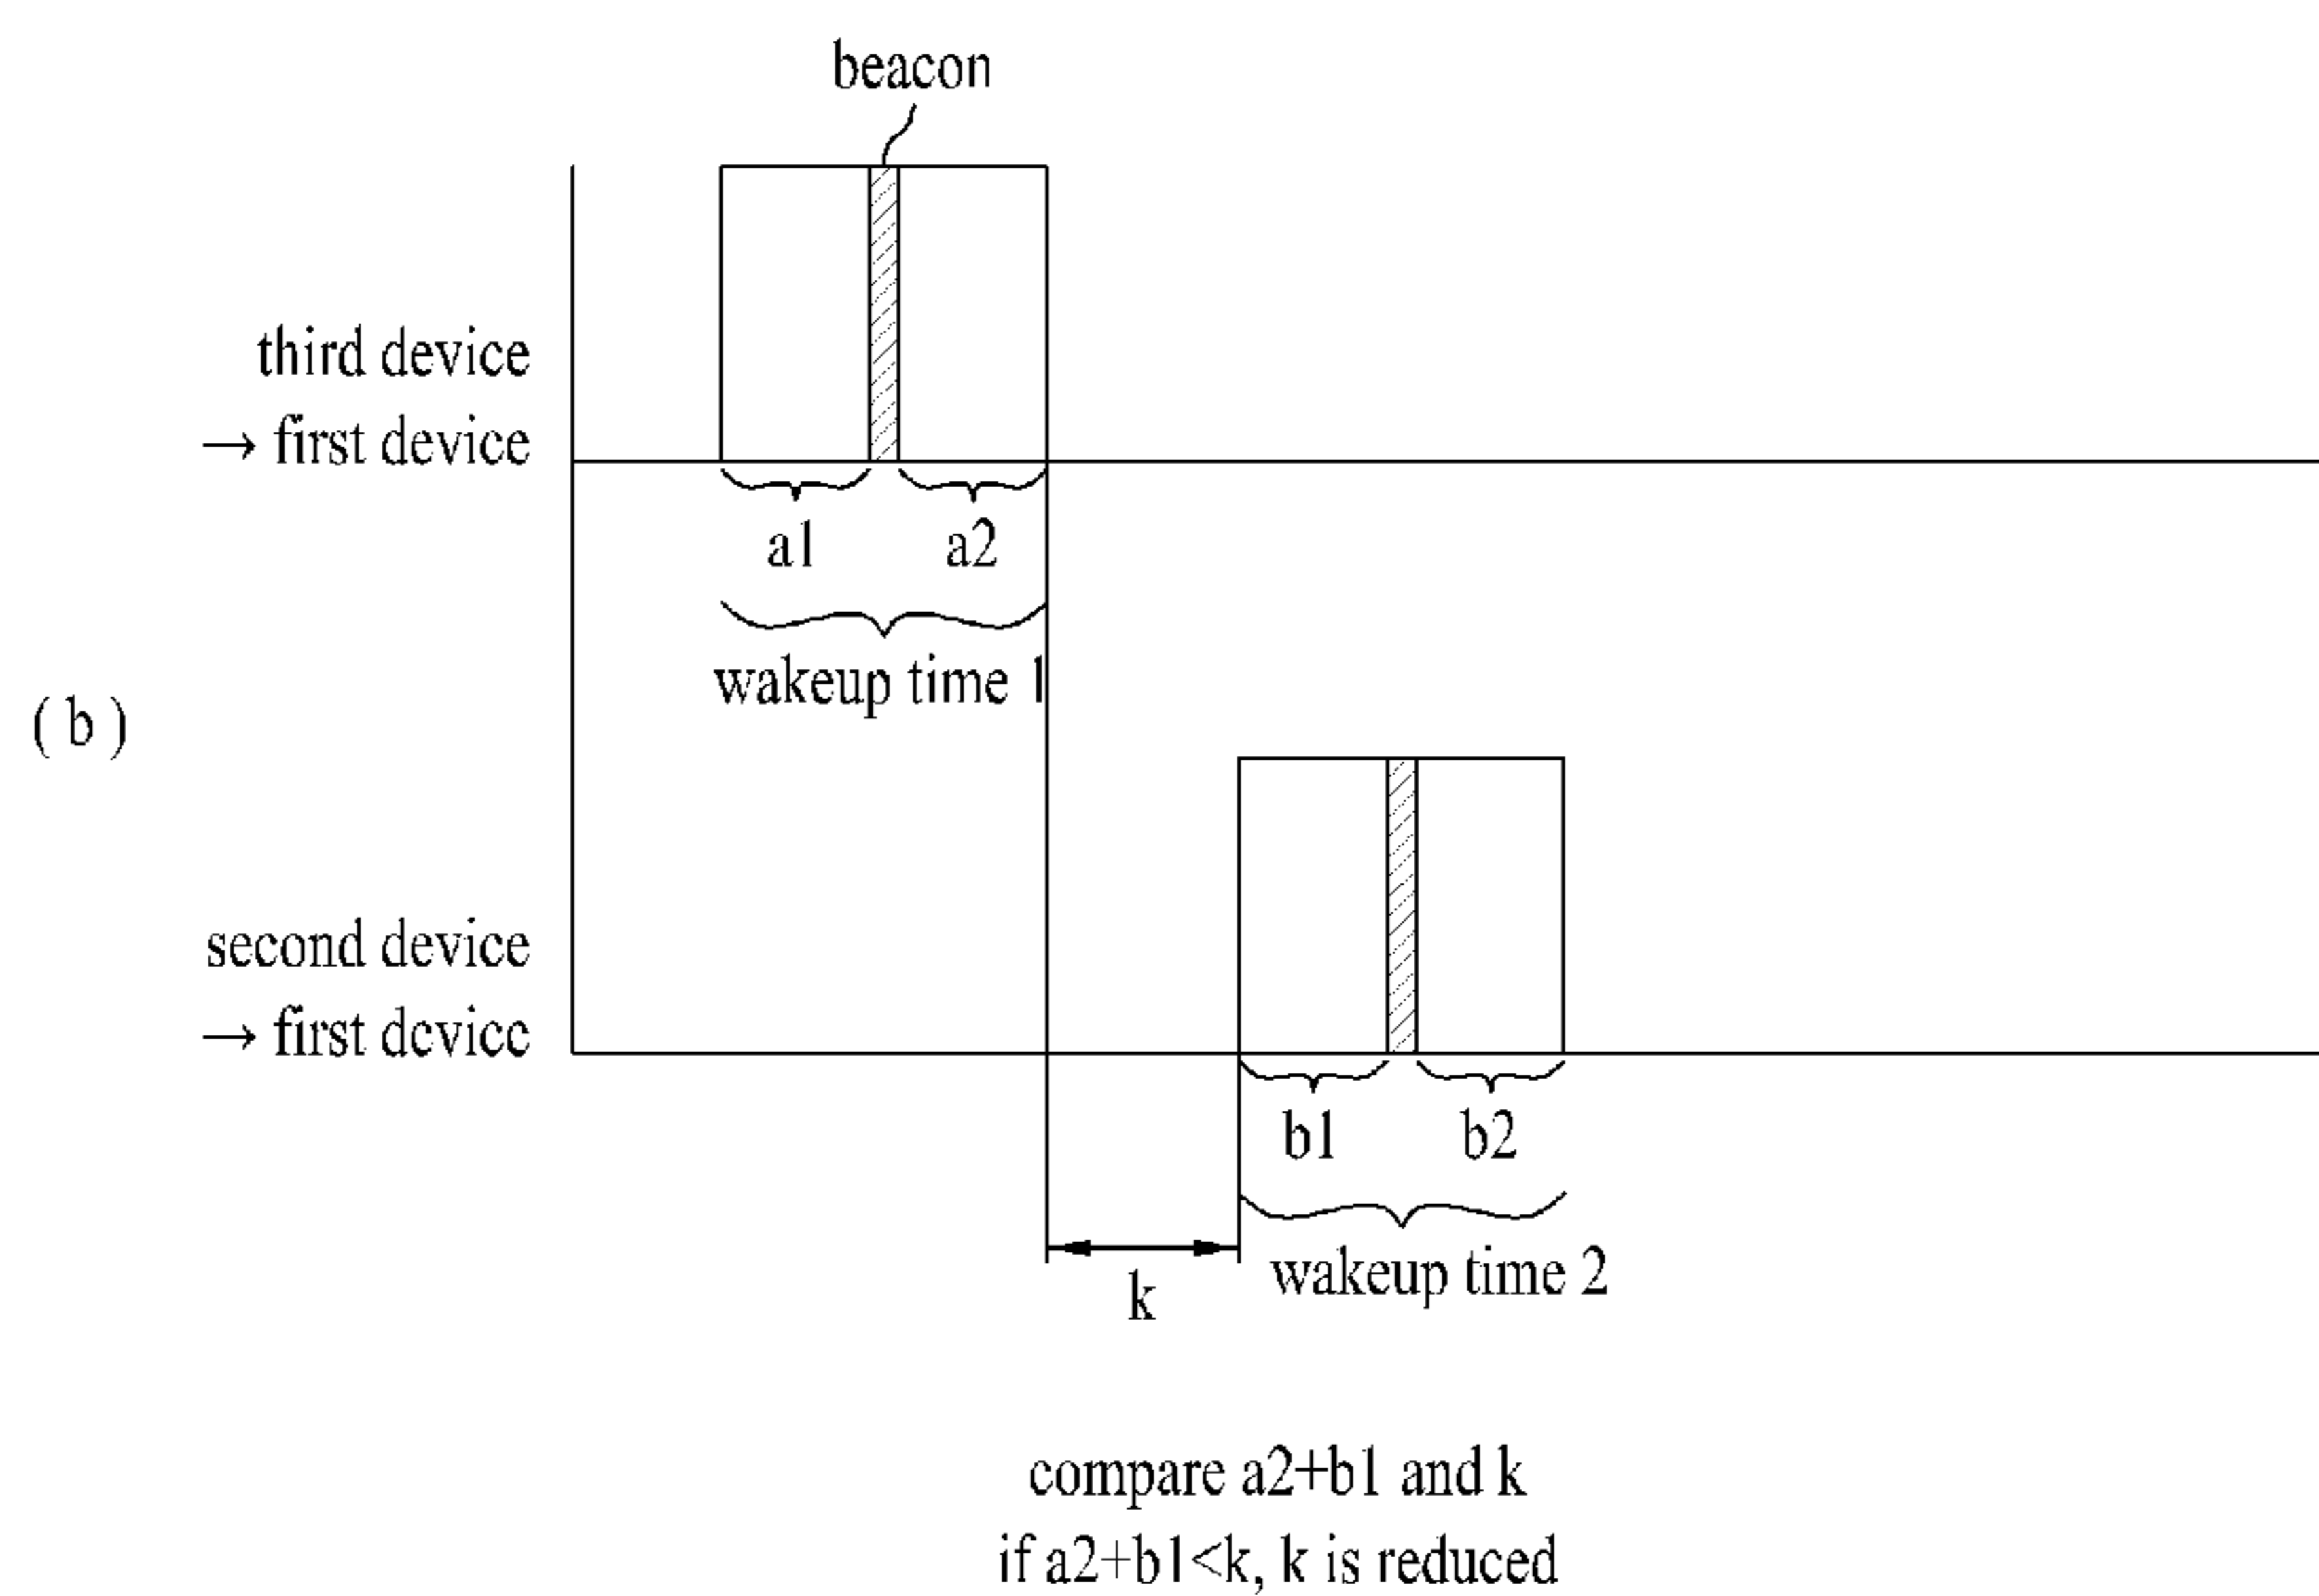 beacon
third device
→ first device
a1
a2
wakeup time 1
(b)
second device
→ first device
b1
b2
wakeup time 2
k
compare a2+b1 and k
if a2+b1<k, k is reduced